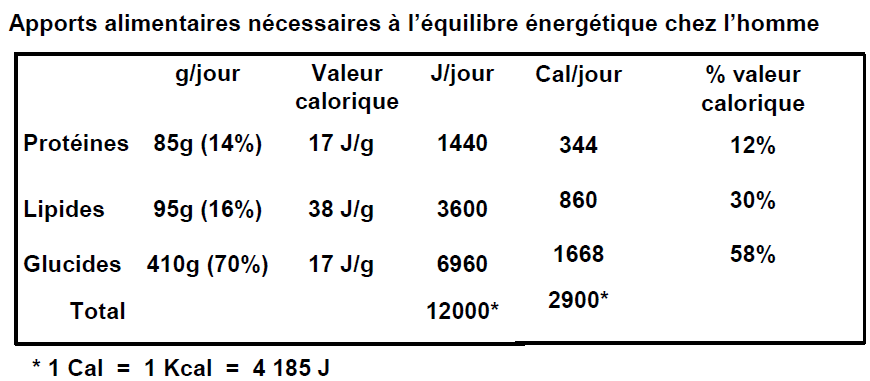 Apports alimentaires nécessaires à l'équilibre énergétique chez l'homme
g/jour Valeur calorique J/jour Cal/jour % valeur calorique
Protéines 85g (14%) 17 J/g 1440 344 12%
Lipides 95g (16%) 38 J/g 3600 860 30%
Glucides 410g (70%) 17 J/g 6960 1668 58%
Total 12000* 2900*
* 1 Cal = 1 Kcal = 4 185 J